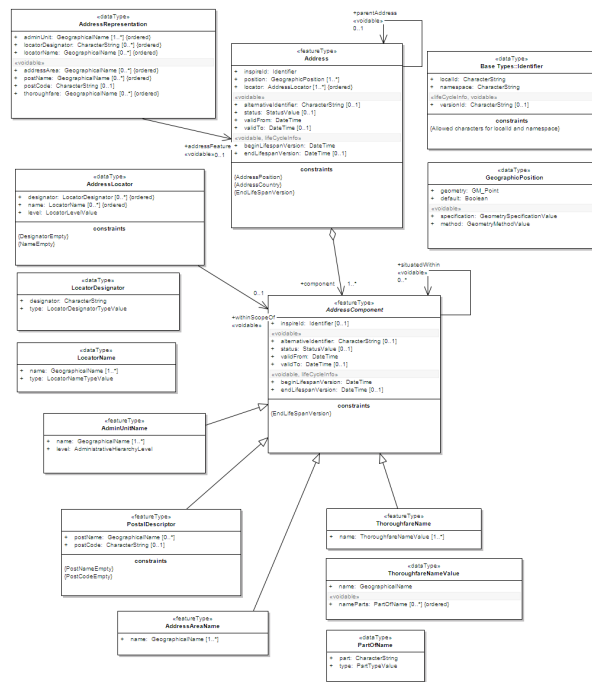 «dataType»
AddressRepresentation
+ adminUnit: GeographicalName [1..*] {ordered}
+ locatorDesignator: CharacterString [0..*] {ordered}
+ locatorName: GeographicalName [0..*] {ordered}
«voidable»
+ addressArea: GeographicalName [0..*] {ordered}
+ postName: GeographicalName [0..*] {ordered}
+ postCode: CharacterString [0..1]
+ thoroughfare: GeographicalName [0..*] {ordered}
+parentAddress
«voidable»
0..1
«featureType»
Address
+ inspireId: Identifier
+ position: GeographicPosition [1..*]
+ locator: AddressLocator [1..*] {ordered}
«voidable»
+ alternativeIdentifier: CharacterString [0..1]
+ status: StatusValue [0..1]
+ validFrom: DateTime
+ validTo: DateTime [0..1]
«voidable, lifeCycleInfo»
+ beginLifespanVersion: DateTime
+ endLifespanVersion: DateTime [0..1]
constraints
{AddressPosition}
{AddressCountry}
{EndLifeSpanVersion}
+addressFeature
«voidable» 0..1
«dataType»
Base Types::Identifier
+ localId: CharacterString
+ namespace: CharacterString
«lifeCycleInfo, voidable»
+ versionId: CharacterString [0..1]
constraints
{Allowed characters for localId and namespace}
«dataType»
GeographicPosition
+ geometry: GM_Point
+ default: Boolean
«voidable»
+ specification: GeometrySpecificationValue
+ method: GeometryMethodValue
«dataType»
AddressLocator
+ designator: LocatorDesignator [0..*] {ordered}
+ name: LocatorName [0..*] {ordered}
+ level: LocatorLevelValue
constraints
{DesignatorEmpty}
{NameEmpty}
«dataType»
LocatorDesignator
+ designator: CharacterString
+ type: LocatorDesignatorTypeValue
«dataType»
LocatorName
+ name: GeographicalName [1..*]
+ type: LocatorNameTypeValue
+situatedWithin
«voidable»
0..*
+component 1..*
0..1
+withinScopeOf
«voidable»
«featureType»
AddressComponent
+ inspireId: Identifier [0..1]
«voidable»
+ alternativeIdentifier: CharacterString [0..1]
+ status: StatusValue [0..1]
+ validFrom: DateTime
+ validTo: DateTime [0..1]
«voidable, lifeCycleInfo»
+ beginLifespanVersion: DateTime
+ endLifespanVersion: DateTime [0..1]
constraints
{EndLifeSpanVersion}
«featureType»
AdminUnitName
+ name: GeographicalName [1..*]
+ level: AdministrativeHierarchyLevel
«featureType»
PostalDescriptor
+ postName: GeographicalName [0..*]
+ postCode: CharacterString [0..1]
constraints
{PostNameEmpty}
{PostCodeEmpty}
«featureType»
AddressAreaName
+ name: GeographicalName [1..*]
«featureType»
ThoroughfareName
+ name: ThoroughfareNameValue [1..*]
«dataType»
ThoroughfareNameValue
+ name: GeographicalName
«voidable»
+ nameParts: PartOfName [0..*] {ordered}
«dataType»
PartOfName
+ part: CharacterString
+ type: PartTypeValue